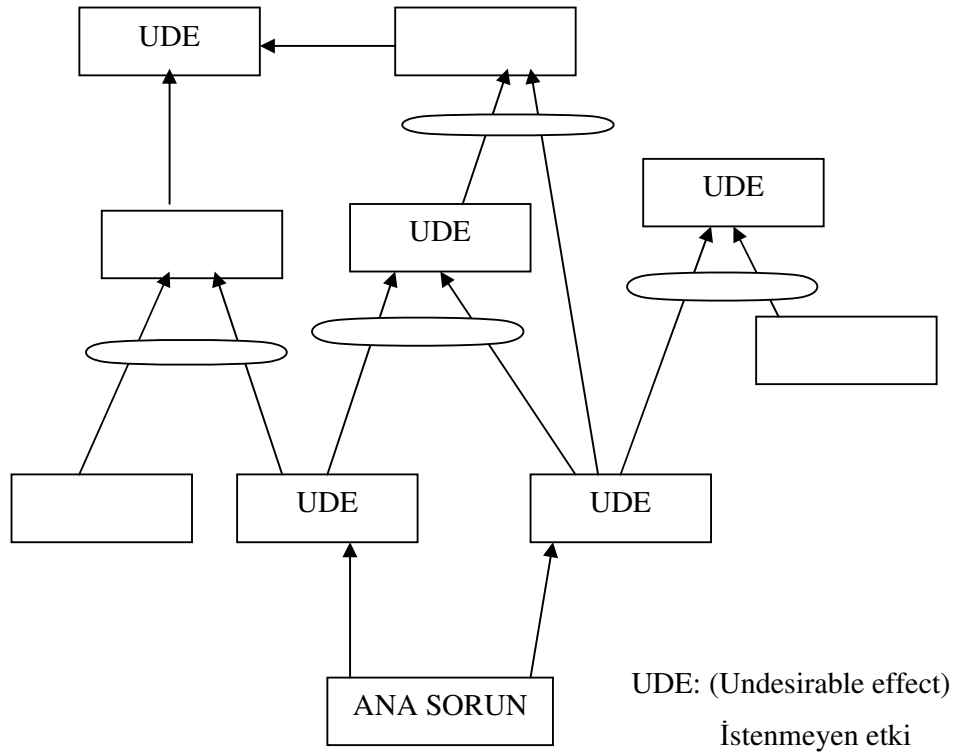 UDE
UDE
UDE
UDE
UDE
ANA SORUN
UDE: (Undesirable effect)
İstenmeyen etki